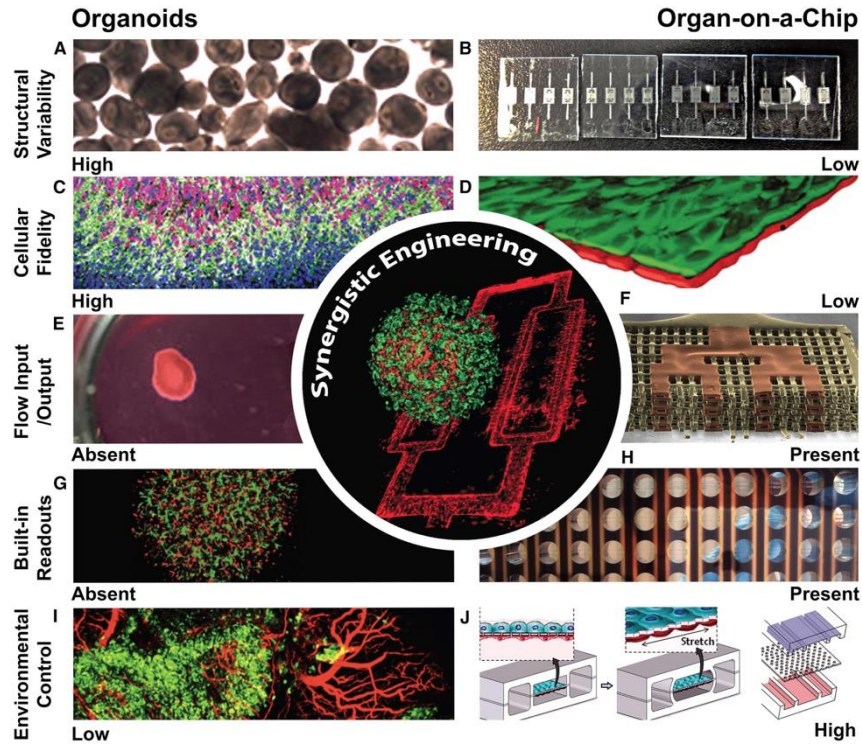 Organoids
Organ-on-a-Chip
Structural
Variability
A
B
High
Low
Cellular
Fidelity
C
D
High
Low
Synergistic Engineering
Flow Input
/Output
E
F
Absent
Present
Built-in
Readouts
G
H
Absent
Present
Environmental
Control
I
J
Stretch
Low
High